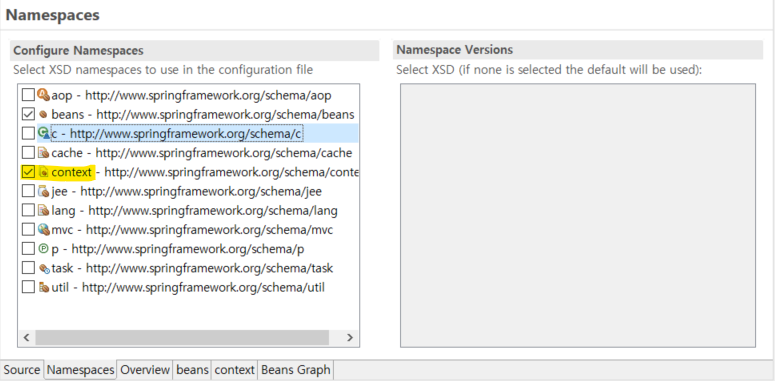 Namespaces
Configure Namespaces
Select XSD namespaces to use in the configuration file
aop - http://www.springframework.org/schema/aop
beans - http://www.springframework.org/schema/beans
c - http://www.springframework.org/schema/c
cache - http://www.springframework.org/schema/cache
context - http://www.springframework.org/schema/conte
jee - http://www.springframework.org/schema/jee
lang - http://www.springframework.org/schema/lang
mvc - http://www.springframework.org/schema/mvc
p - http://www.springframework.org/schema/p
task - http://www.springframework.org/schema/task
util - http://www.springframework.org/schema/util
Namespace Versions
Select XSD (if none is selected the default will be used):
Source Namespaces Overview beans context Beans Graph